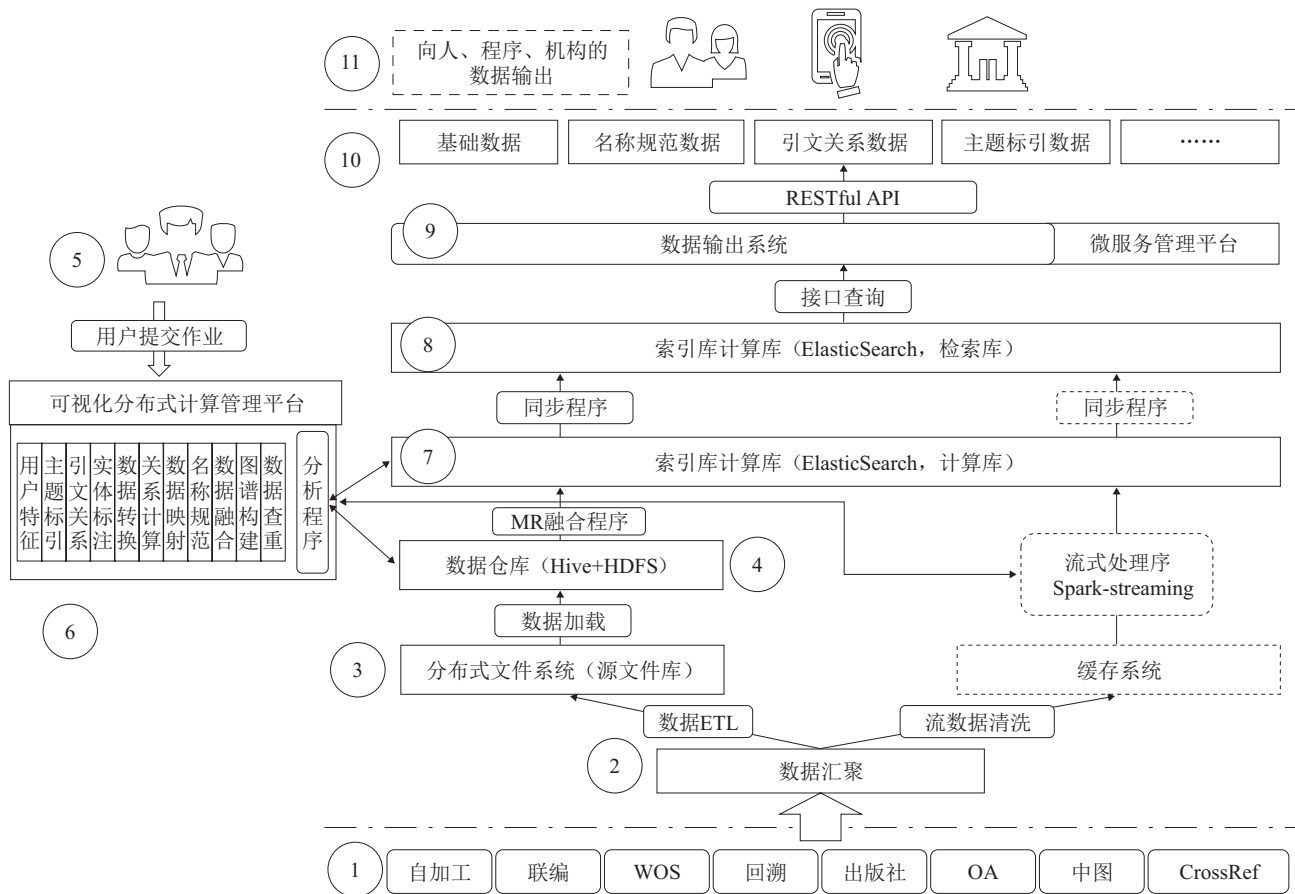 11
向人、程序、机构的
数据输出
10
基础数据
名称规范数据
引文关系数据
主题标引数据
……
RESTful API
9
数据输出系统
微服务管理平台
5
接口查询
用户提交作业
8
索引库计算库（ElasticSearch，检索库）
可视化分布式计算管理平台
同步程序
同步程序
用户特征
主题标引
引文关系
实体标注
数据转换
关系计算
数据映射
名称规范
数据融合
图谱构建
数据查重
分析程序
7
索引库计算库（ElasticSearch，计算库）
MR融合程序
数据仓库（Hive+HDFS）
4
流式处理序
Spark-streaming
6
数据加载
3
分布式文件系统（源文件库）
缓存系统
数据ETL
流数据清洗
2
数据汇聚
1
自加工
联编
WOS
回溯
出版社
OA
中图
CrossRef